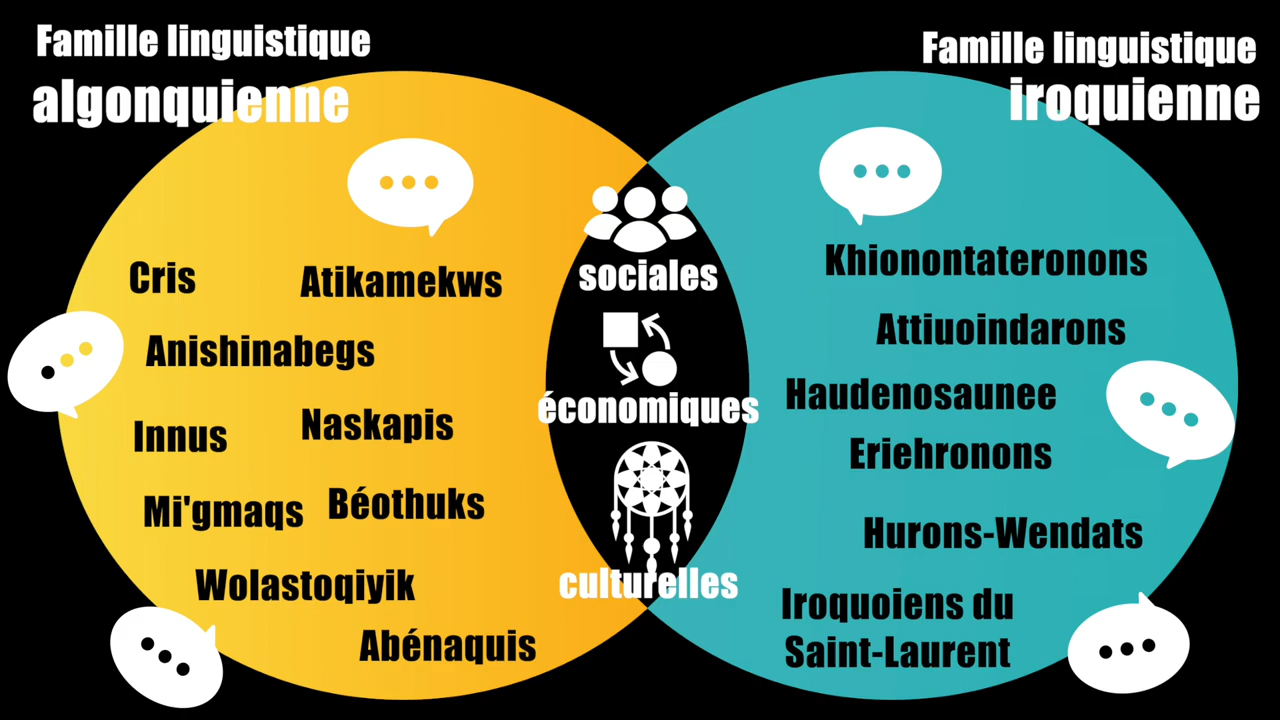 Famille linguistique
algonquienne
Cris
Atikamekws
Anishinabegs
Innus
Naskapis
Mi'gmaqs
Béothuks
Wolastoqiyik
Abénaquis
sociales
économiques
culturelles
Famille linguistique
iroquienne
Khionontateronons
Attiuoindarons
Haudenosaunee
Eriehronons
Hurons-Wendats
Iroquoiens du
Saint-Laurent